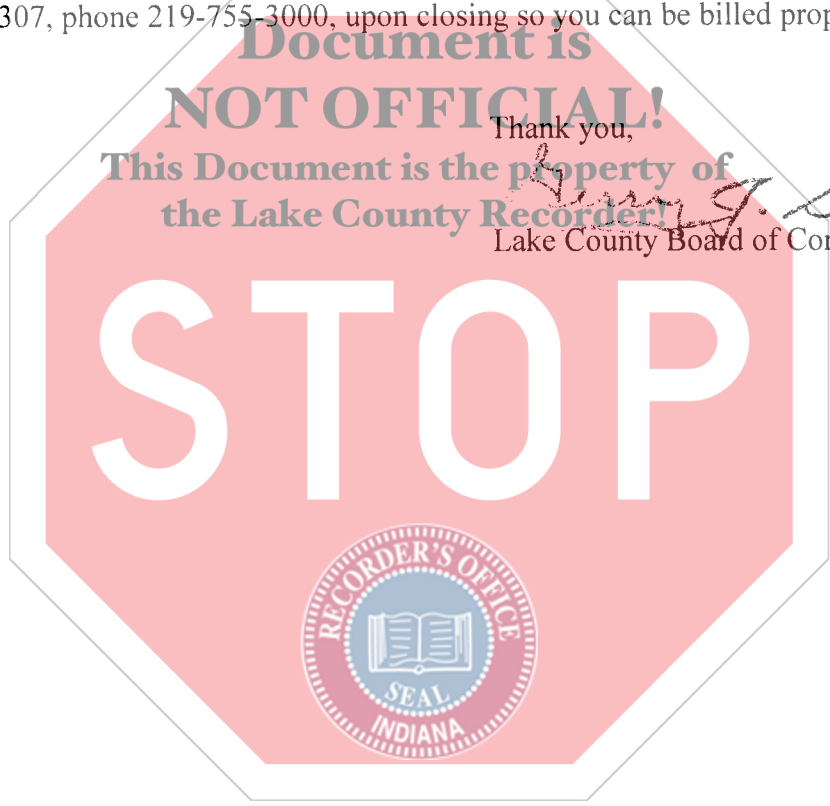 307, phone 219-755-3000, upon closing so you can be billed prop
Document is
NOT OFFICIAL!
Thank you,
This Document is the property of
the Lake County Recorder!
Lake County Board of Co
STOP
RECORDER'S OFFICE
SEAL
INDIANA